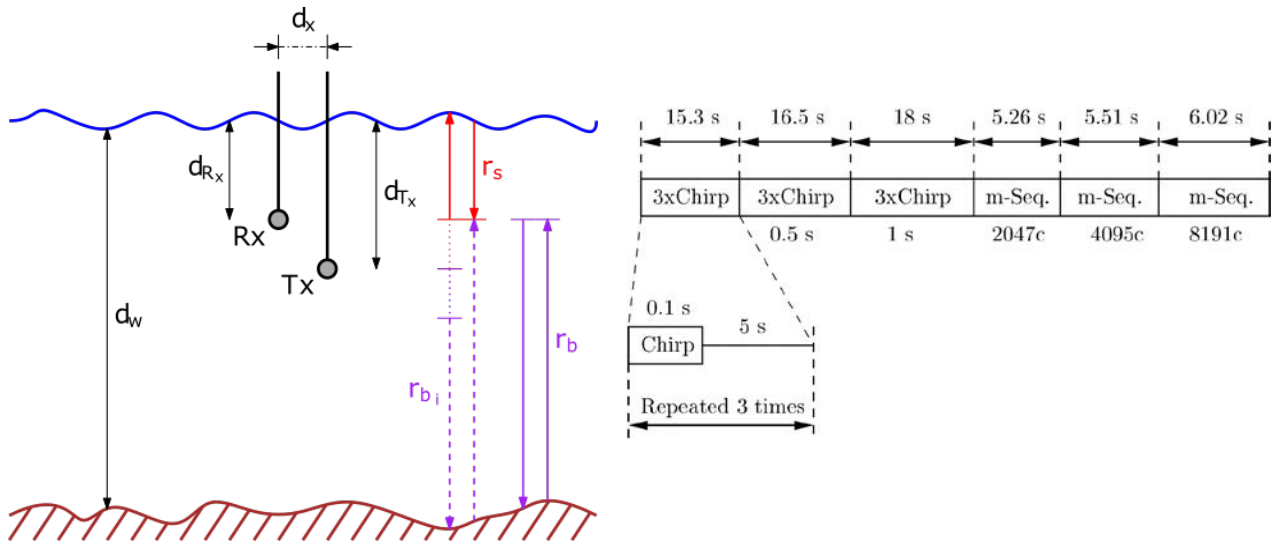 dx
dRx
Rx
dTx
Tx
dw
rs
rb
rbi
15.3 s 16.5 s 18 s 5.26 s 5.51 s 6.02 s
3xChirp 3xChirp 3xChirp m-Seq. m-Seq. m-Seq.
0.5 s 1 s 2047c 4095c 8191c
0.1 s
5 s
Chirp
Repeated 3 times